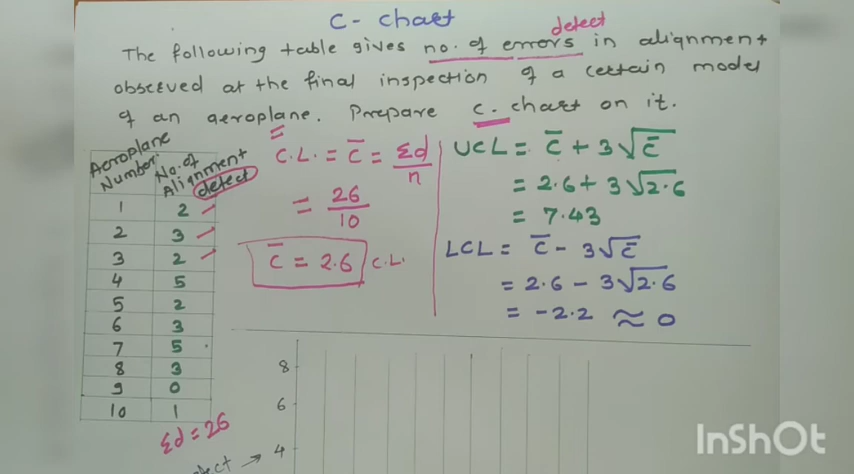 C - chart
defect
The following table gives no. of errors in alignment
observed at the final inspection of a certain model
of an aeroplane. Prepare c. chart on it.
Aeroplane Number
No. of Alignment defect
1 2
2 3
3 2
4 5
5 2
6 3
7 5
8 3
9 0
10 1
Σd = 26
C.L. = c̄ = Σd / n
= 26 / 10
c̄ = 2.6 C.L.
UCL = c̄ + 3√c̄
= 2.6 + 3√2.6
= 7.43
LCL = c̄ - 3√c̄
= 2.6 - 3√2.6
= -2.2 ≈ 0
8
6
4
InShOt